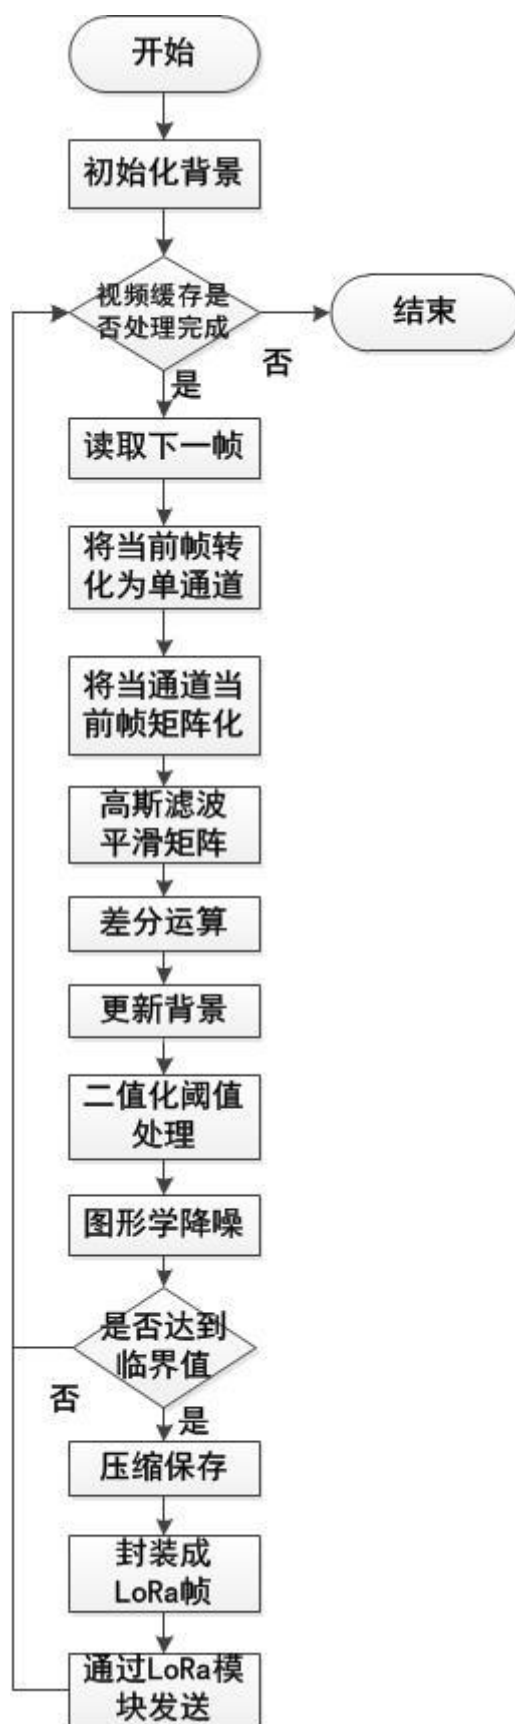 开始
初始化背景
视频缓存是
否处理完成
结束
否
是
读取下一帧
将当前帧转
化为单通道
将当通道当
前帧矩阵化
高斯滤波
平滑矩阵
差分运算
更新背景
二值化阈值
处理
图形学降噪
是否达到
临界值
否
是
压缩保存
封装成
LoRa帧
通过LoRa模
块发送